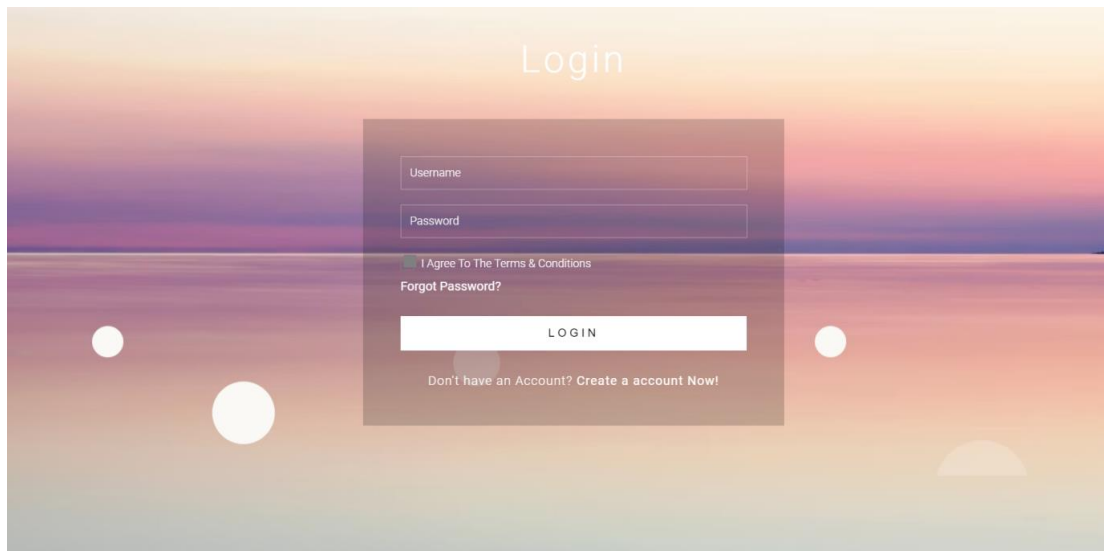 Login
Username
Password
I Agree To The Terms & Conditions
Forgot Password?
LOGIN
Don't have an Account? Create a account Now!